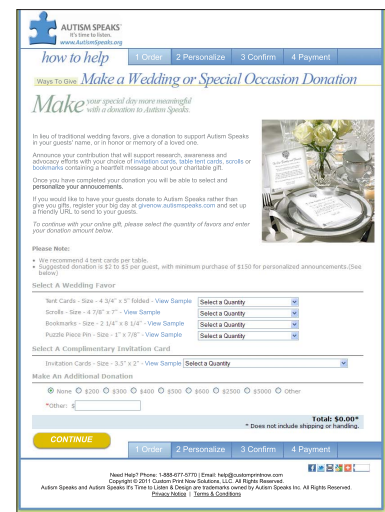 AUTISM SPEAKS™
It's time to listen.
www.AutismSpeaks.org
how to help
1 Order 2 Personalize 3 Confirm 4 Payment
Ways To Give Make a Wedding or Special Occasion Donation
Make your special day more meaningful
with a donation to Autism Speaks.
In lieu of traditional wedding favors, give a donation to support Autism Speaks
in your guests' name, or in honor or memory of a loved one.
Announce your contribution that will support research, awareness and
advocacy efforts with your choice of invitation cards, table tent cards, scrolls or
bookmarks containing a heartfelt message about your charitable gift.
Once you have completed your donation you will be able to select and
personalize your announcements.
If you would like to have your guests donate to Autism Speaks rather than
give you gifts, register your big day at givenow.autismspeaks.com and set up
a friendly URL to send to your guests.
To continue with your online gift, please select the quantity of favors and enter
your donation amount below.
Please Note:
• We recommend 4 tent cards per table.
• Suggested donation is $2 to $3 per guest, with minimum purchase of $150 for personalized announcements.(See
below)
Select A Wedding Favor
Tent Cards - Size - 4 3/4" x 5" folded - View Sample Select a Quantity
Scrolls - Size - 4 7/8" x 7" - View Sample Select a Quantity
Bookmarks - Size - 2 1/4" x 8 1/4" - View Sample Select a Quantity
Puzzle Piece Pin - Size - 1" x 7/8" - View Sample Select a Quantity
Select A Complimentary Invitation Card
Invitation Cards - Size - 3.5" x 2" - View Sample Select a Quantity
Make An Additional Donation
None $200 $300 $400 $500 $600 $2500 $5000 Other
*Other: $
Total: $0.00*
* Does not include shipping or handling.
CONTINUE
1 Order 2 Personalize 3 Confirm 4 Payment
Need Help? Phone: 1-888-677-5770 | Email: help@customprintnow.com
Copyright © 2011 Custom Print Now Solutions, LLC. All Rights Reserved.
Autism Speaks and Autism Speaks It's Time to Listen & Design are trademarks owned by Autism Speaks Inc. All Rights Reserved.
Privacy Notice | Terms & Conditions